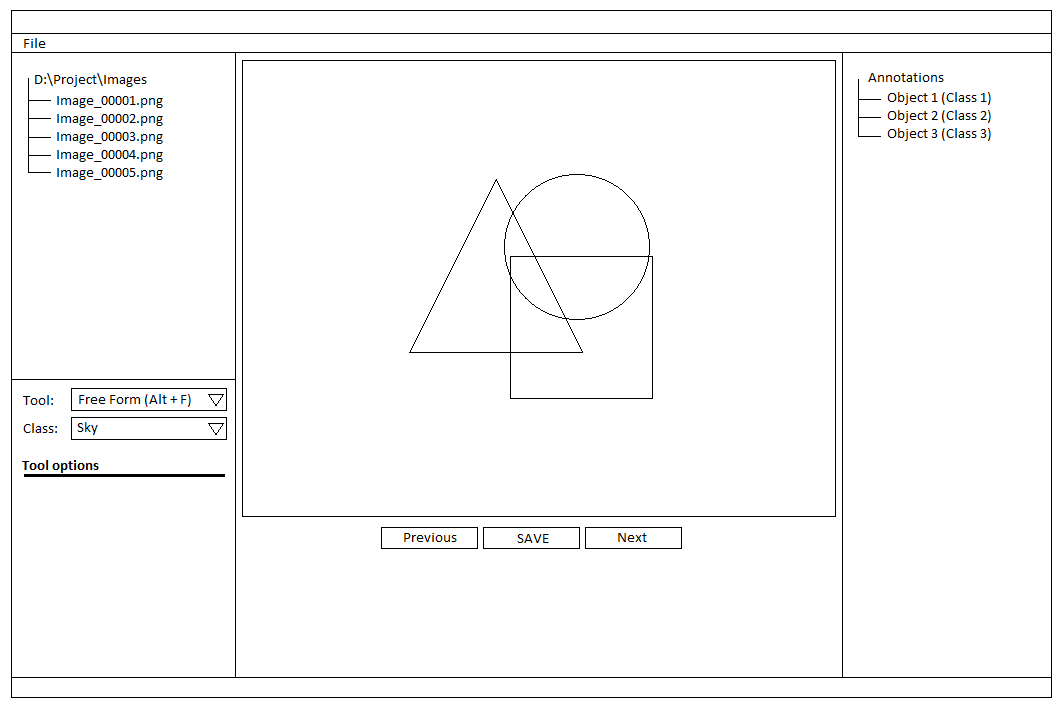 File
D:\Project\Images
Image_00001.png
Image_00002.png
Image_00003.png
Image_00004.png
Image_00005.png
Tool: Free Form (Alt + F)
Class: Sky
Tool options
Previous SAVE Next
Annotations
Object 1 (Class 1)
Object 2 (Class 2)
Object 3 (Class 3)